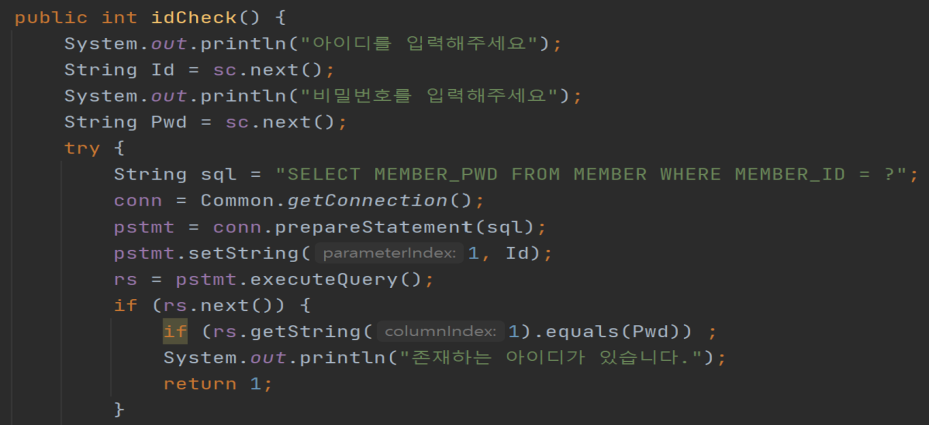 public int idCheck() {
System.out.println("아이디를 입력해주세요");
String Id = sc.next();
System.out.println("비밀번호를 입력해주세요");
String Pwd = sc.next();
try {
String sql = "SELECT MEMBER_PWD FROM MEMBER WHERE MEMBER_ID = ?";
conn = Common.getConnection();
pstmt = conn.prepareStatement(sql);
pstmt.setString( parameterIndex: 1, Id);
rs = pstmt.executeQuery();
if (rs.next()) {
if (rs.getString( columnIndex: 1).equals(Pwd)) ;
System.out.println("존재하는 아이디가 있습니다.");
return 1;
}